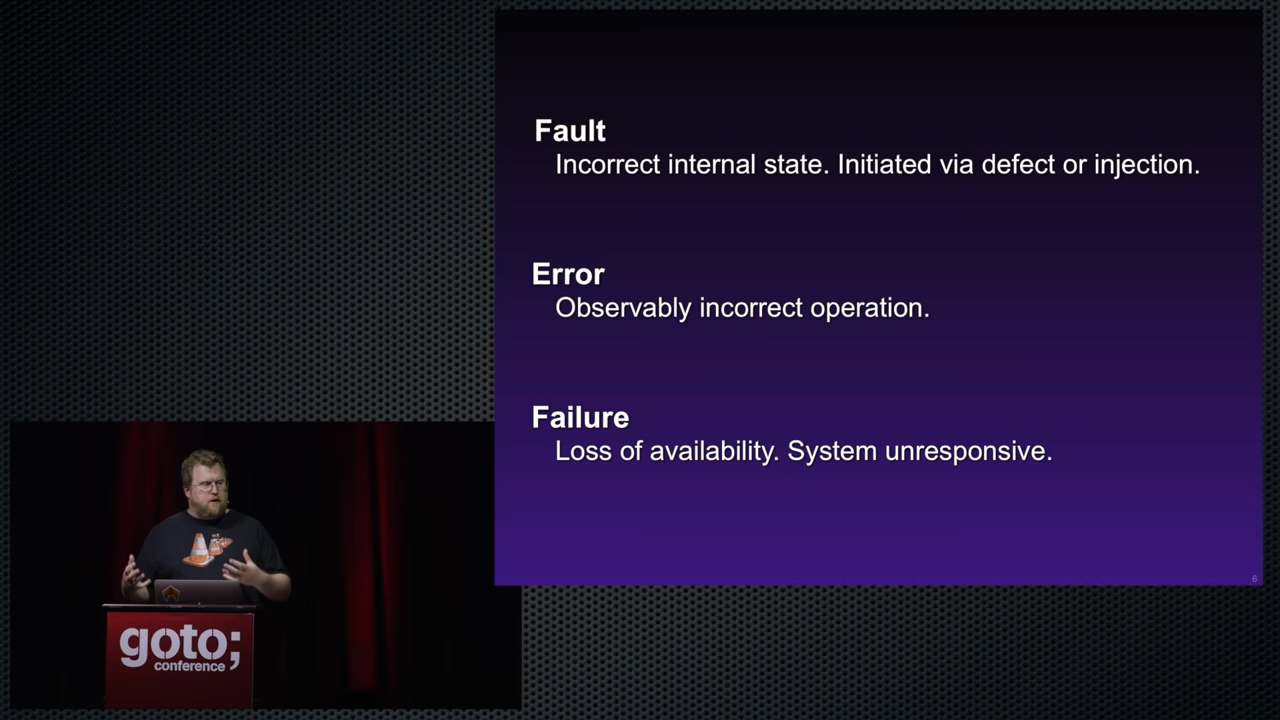 Fault
Incorrect internal state. Initiated via defect or injection.
Error
Observably incorrect operation.
Failure
Loss of availability. System unresponsive.
6
goto;
conference